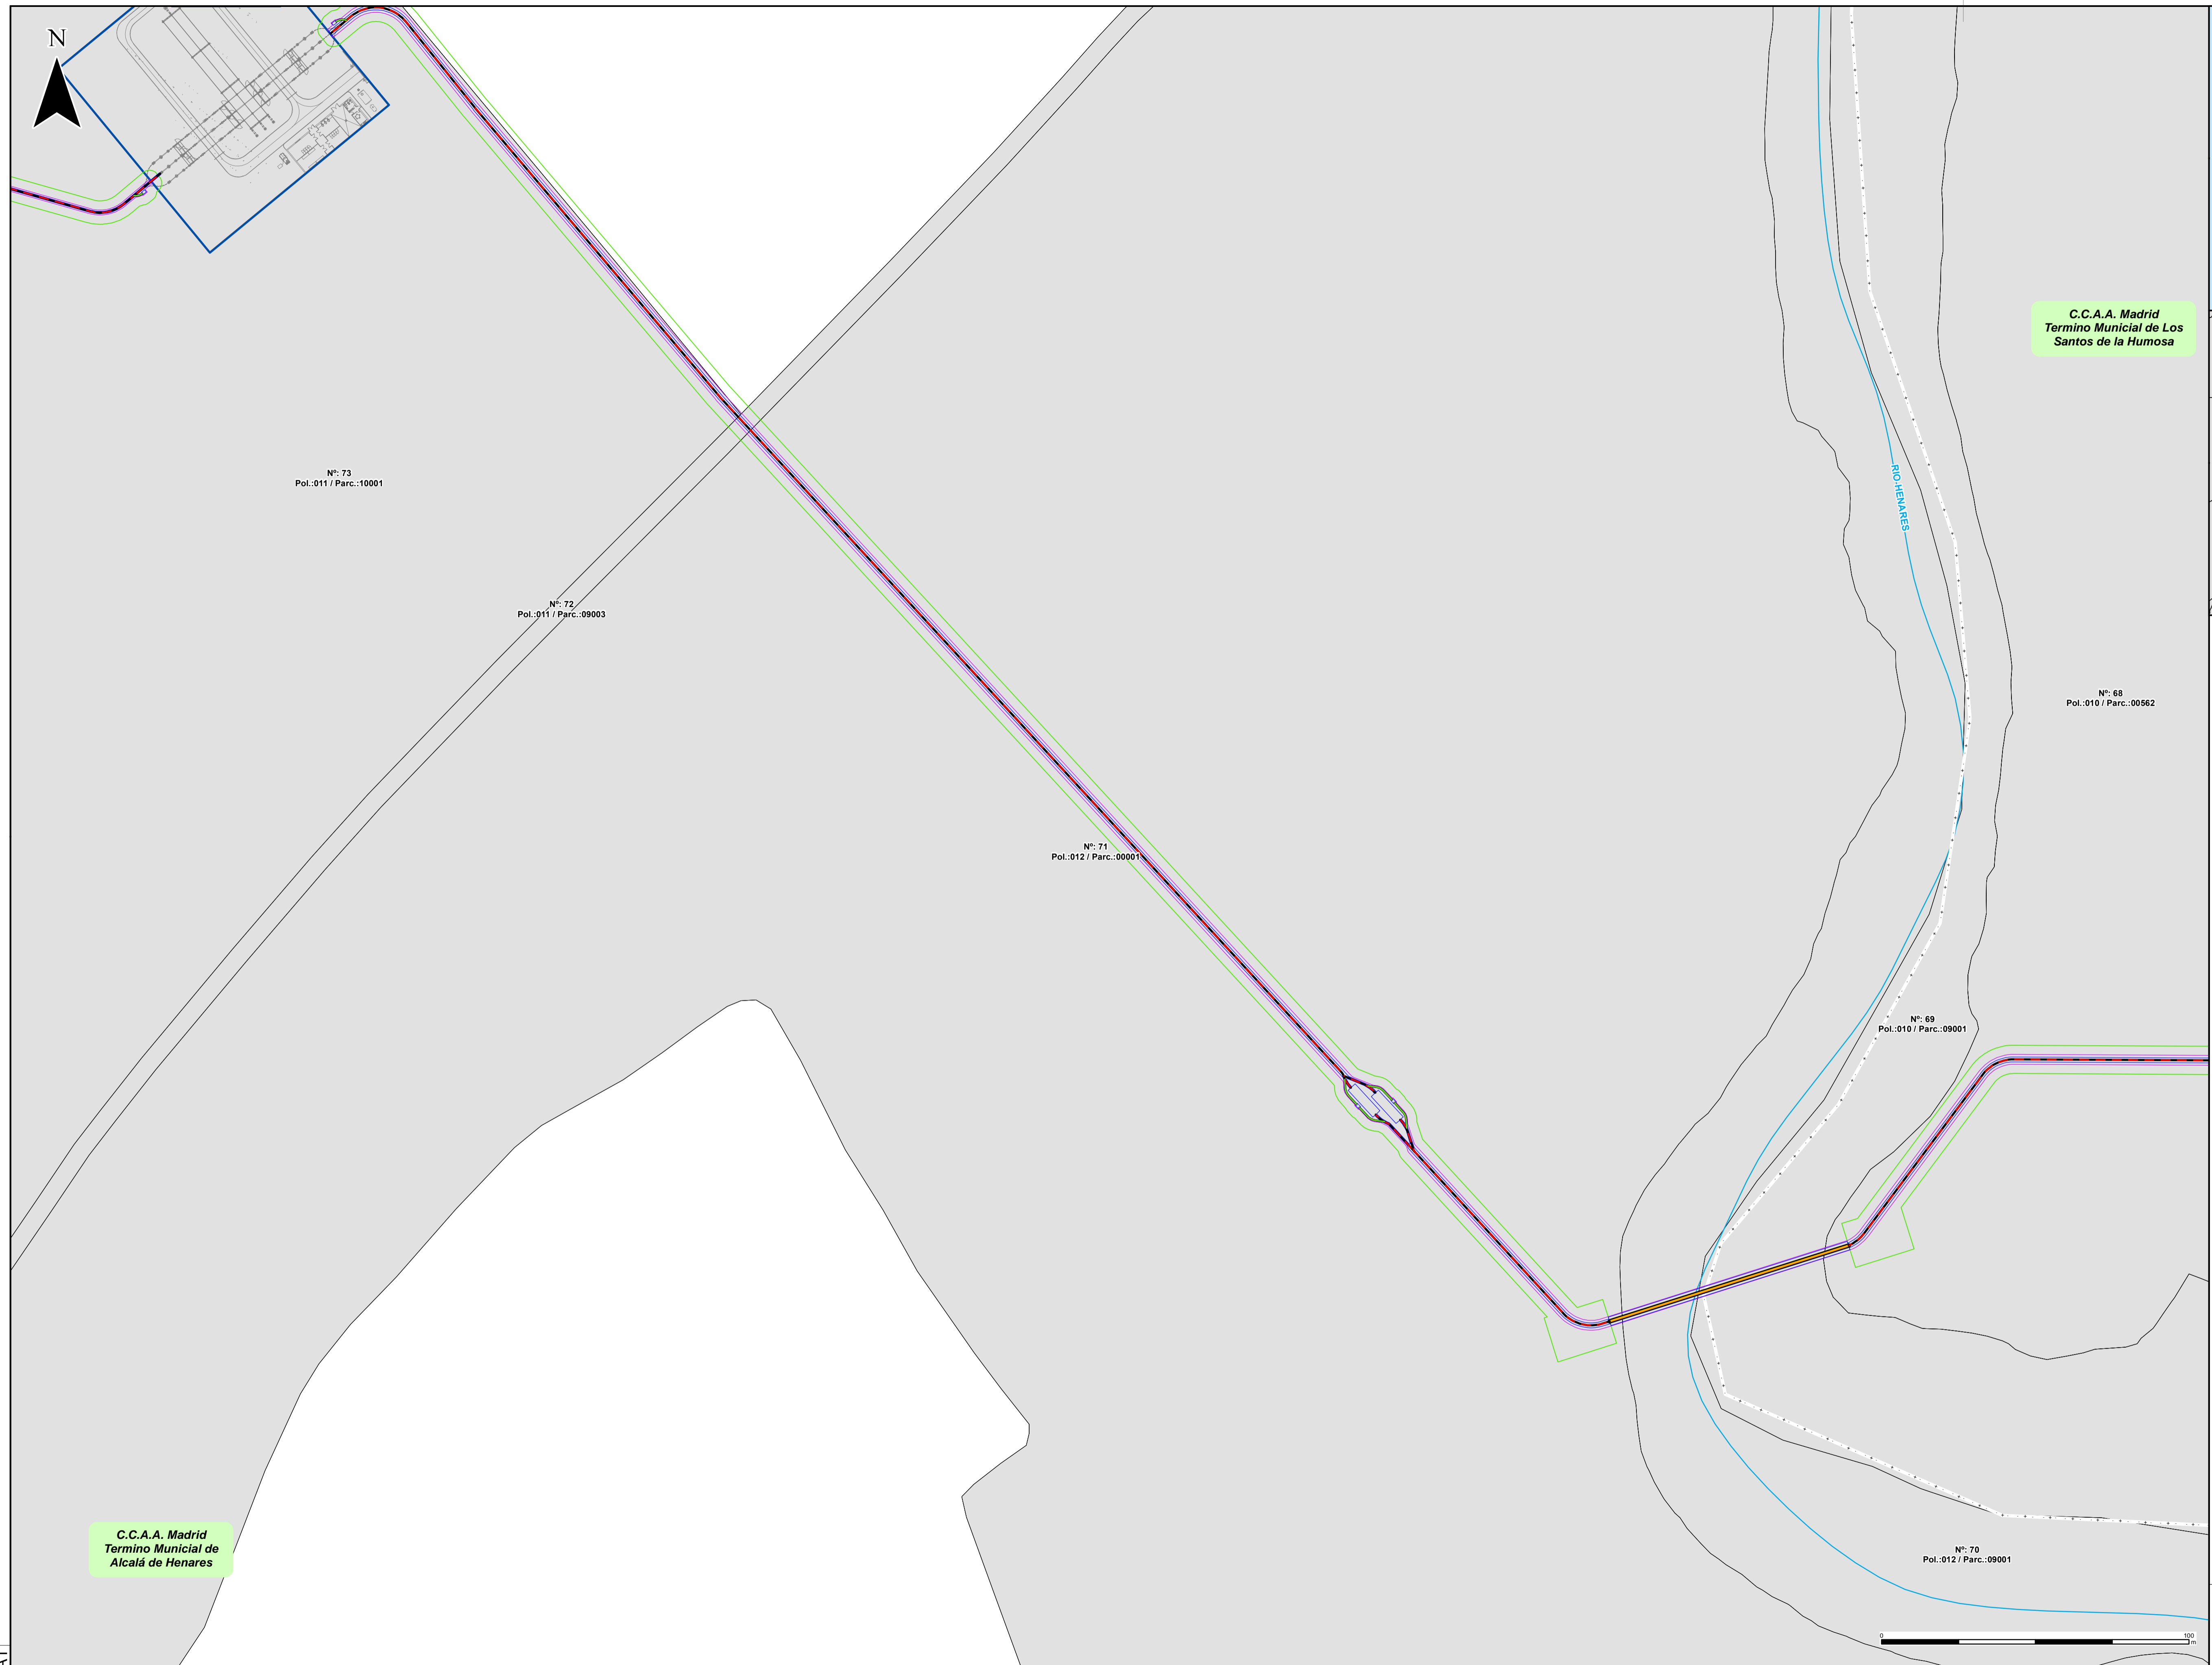 N
C.C.A.A. Madrid
Termino Municial de Los
Santos de la Humosa
Nº: 73
Pol.:011 / Parc.:10001
RIO-HENARES
Nº: 72
Pol.:011 / Parc.:09003
Nº: 68
Pol.:010 / Parc.:00562
Nº: 71
Pol.:012 / Parc.:00001
Nº: 69
Pol.:010 / Parc.:09001
C.C.A.A. Madrid
Termino Municial de
Alcalá de Henares
Nº: 70
Pol.:012 / Parc.:09001
0 100
m